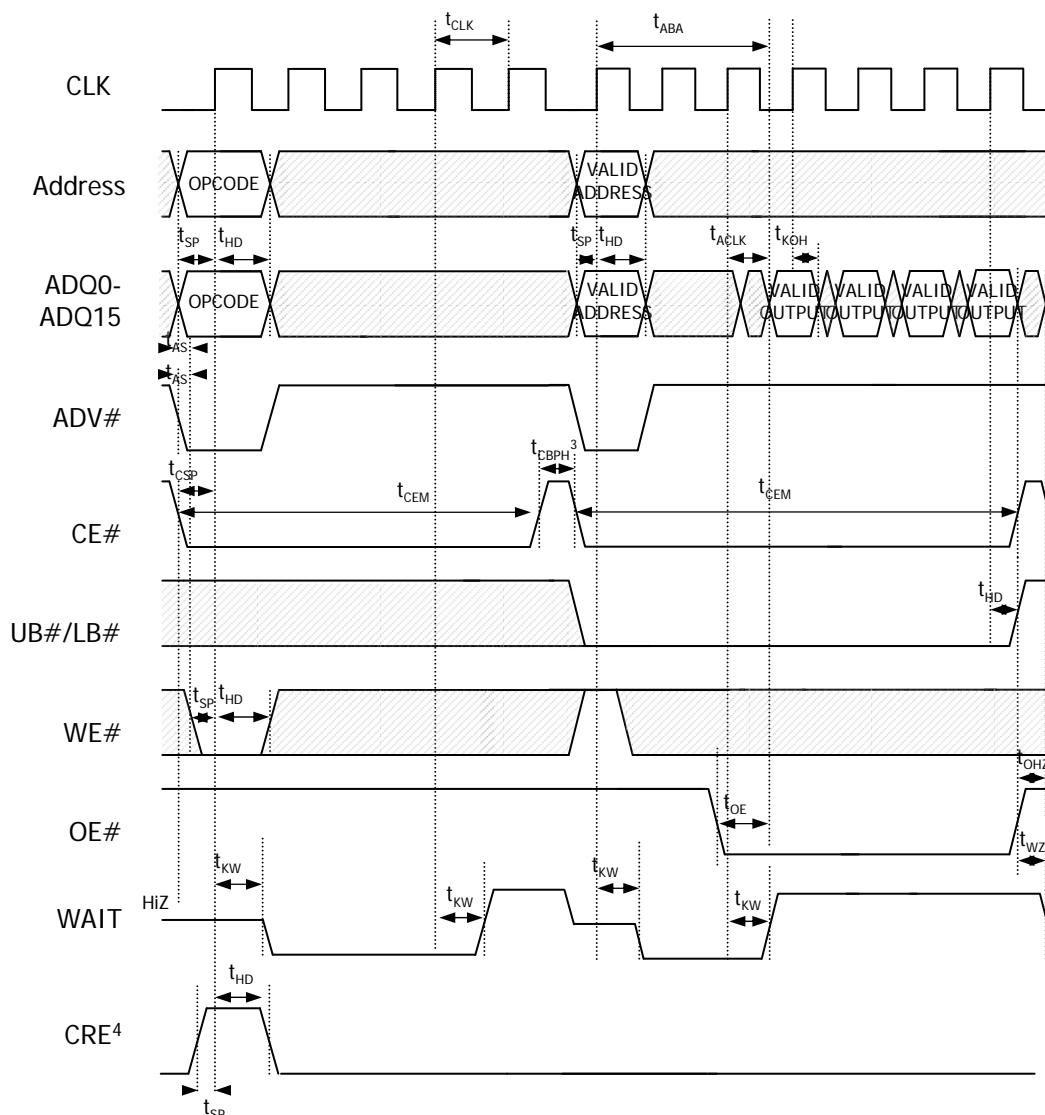 tCLK
tABA
CLK
Address
OPCODE
VALID
ADDRESS
tSP
tHD
tSP
tHD
tACLK
tKOH
ADQ0-
ADQ15
OPCODE
VALID
ADDRESS
VALID
OUTPUT
VALID
OUTPUT
VALID
OUTPUT
VALID
OUTPUT
tAS
tAS
ADV#
tCSP
tCEM
tCBPH3
tCEM
CE#
UB#/LB#
tHD
tSP
tHD
WE#
tOHZ
OE#
tOE
tWZ
tKW
tKW
HiZ
WAIT
tKW
tKW
tHD
CRE4
tSP